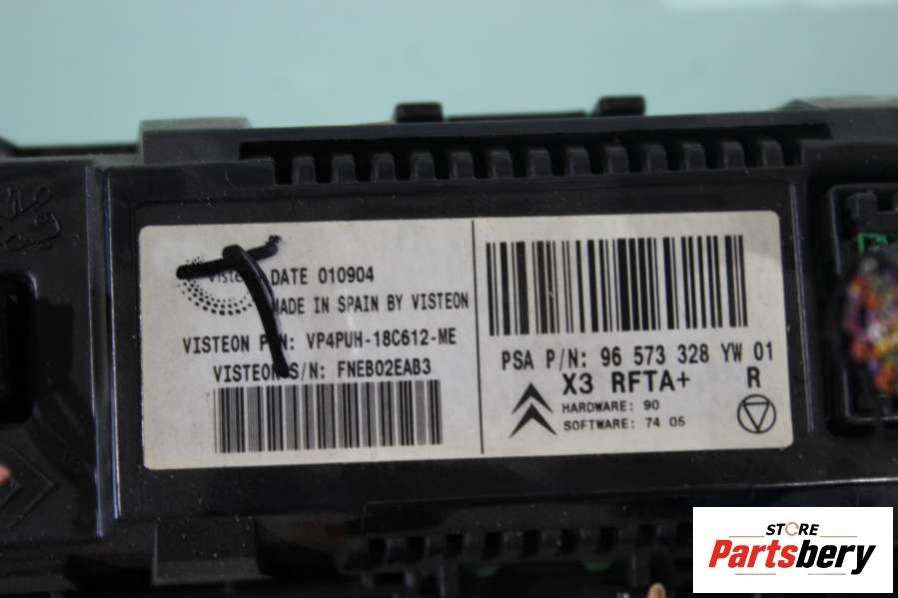 DATE 010904
MADE IN SPAIN BY VISTEON
VISTEON P/N: VP4PUH-18C612-ME
VISTEON S/N: FNEB02EAB3
PSA P/N: 96 573 328 YW 01
X3 RFTA+ R
HARDWARE: 90
SOFTWARE: 74 05
STORE
Partsbery